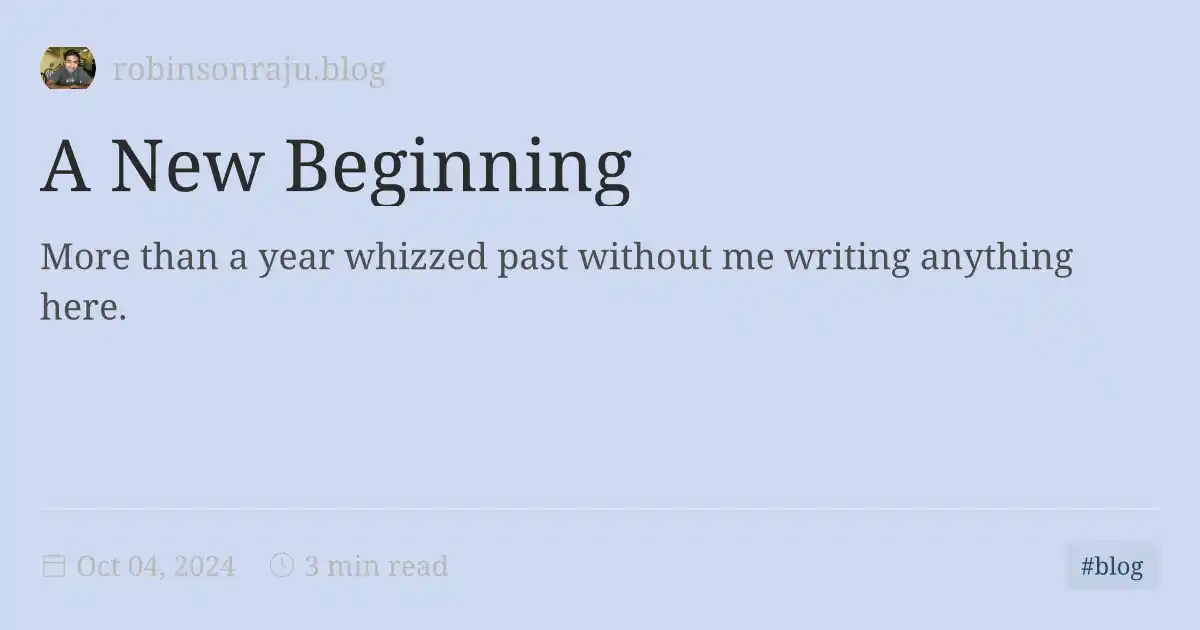 robinsonraju.blog
A New Beginning
More than a year whizzed past without me writing anything
here.
Oct 04, 2024 3 min read
#blog